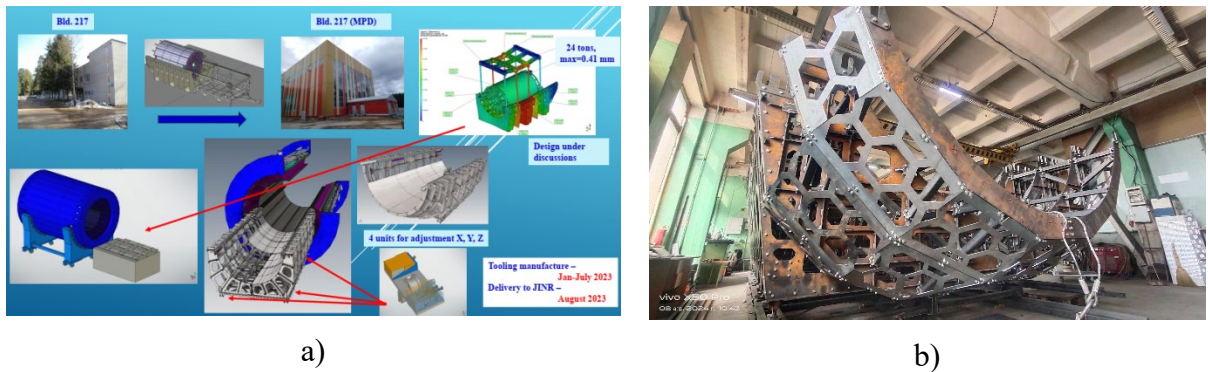 Bld. 217
Bld. 217 (MPD)
24 tons,
max=0.41 mm
Design under
discussions
4 units for adjustment X, Y, Z
Tooling manufacture –
Jan-July 2023
Delivery to JINR –
August 2023
vivo X50 Pro
a)
b)